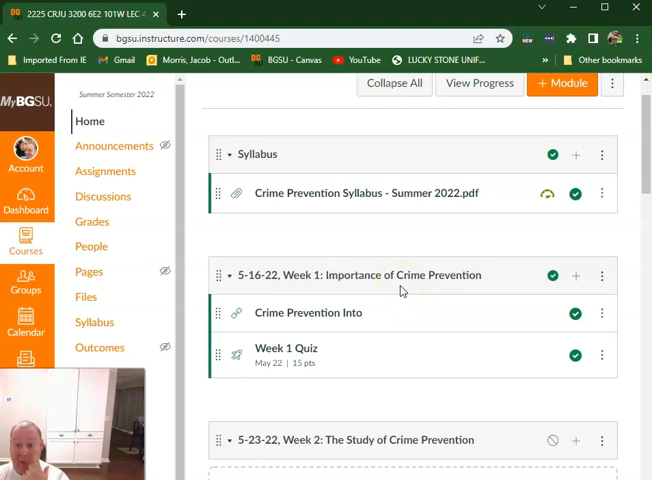 2225 CRJU 3200 6E2 101W LEC 4
bgsu.instructure.com/courses/1400445
NEW
Imported From IE
Gmail
Morris, Jacob - Outl...
BGSU - Canvas
YouTube
LUCKY STONE UNIF...
»
Other bookmarks
MyBGSU.
Account
Dashboard
Courses
Groups
Calendar
Summer Semester 2022
Home
Announcements
Assignments
Discussions
Grades
People
Pages
Files
Syllabus
Outcomes
Collapse All
View Progress
+ Module
Syllabus
Crime Prevention Syllabus - Summer 2022.pdf
5-16-22, Week 1: Importance of Crime Prevention
Crime Prevention Into
Week 1 Quiz
May 22 | 15 pts
5-23-22, Week 2: The Study of Crime Prevention